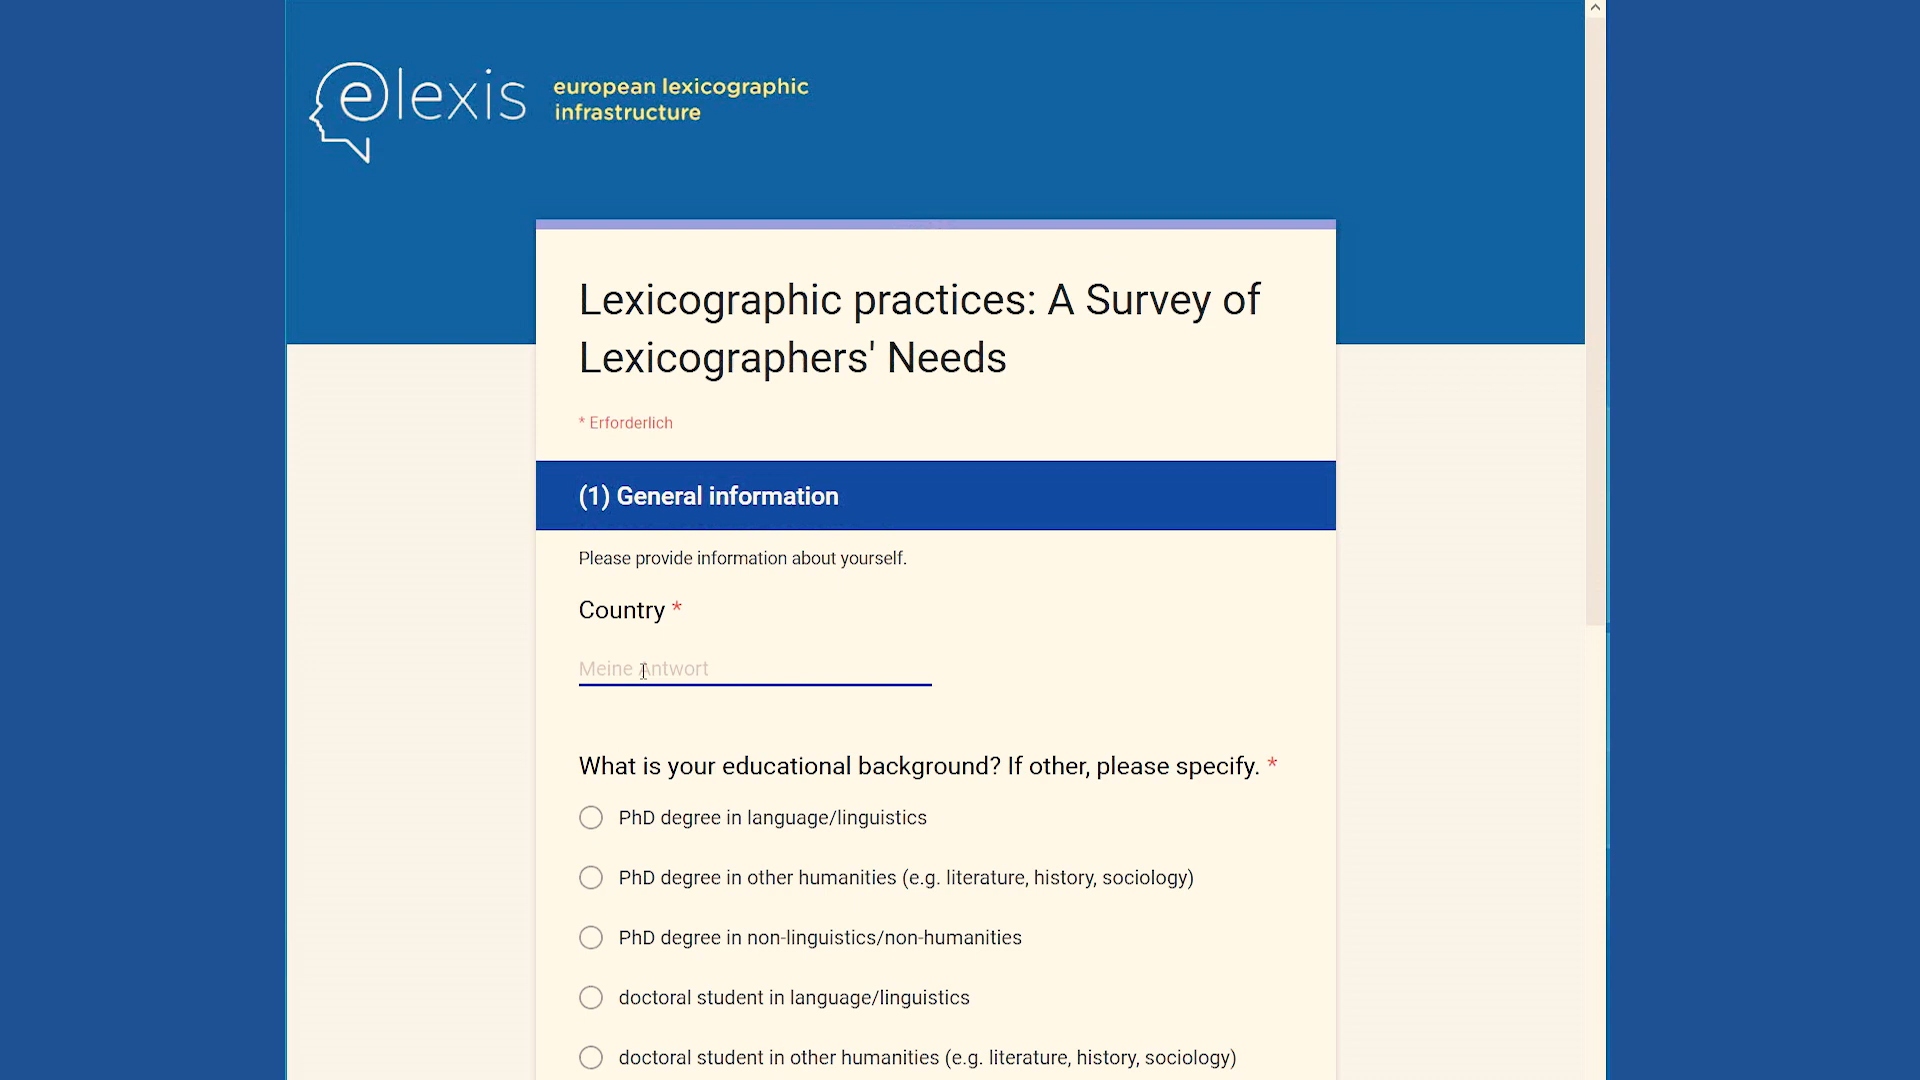 elexis
european lexicographic
infrastructure
Lexicographic practices: A Survey of
Lexicographers' Needs
* Erforderlich
(1) General information
Please provide information about yourself.
Country *
Meine Antwort
What is your educational background? If other, please specify. *
PhD degree in language/linguistics
PhD degree in other humanities (e.g. literature, history, sociology)
PhD degree in non-linguistics/non-humanities
doctoral student in language/linguistics
doctoral student in other humanities (e.g. literature, history, sociology)